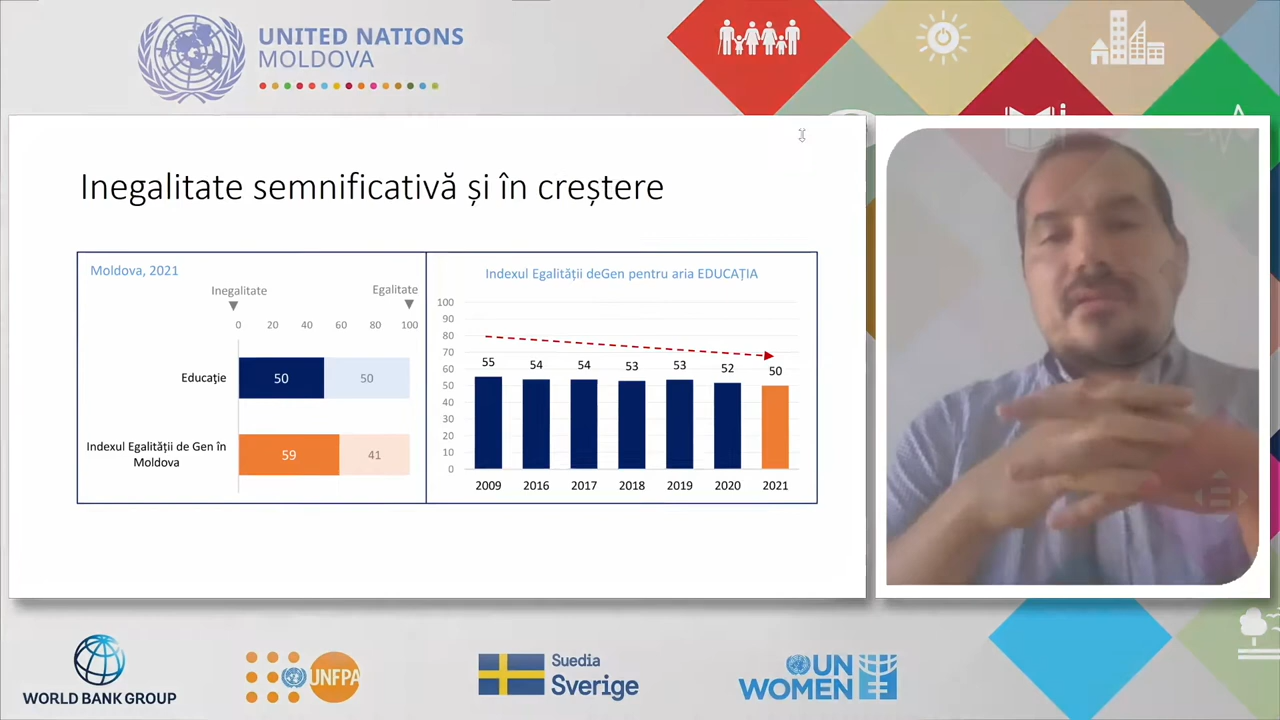 UNITED NATIONS
MOLDOVA
Inegalitate semnificativă și în creștere
Moldova, 2021
Inegalitate
Egalitate
0 20 40 60 80 100
Educație
50
50
Indexul Egalității de Gen în
Moldova
59
41
Indexul Egalității deGen pentru aria EDUCAȚIA
100
90
80
70
60
50
40
30
20
10
0
55
54
54
53
53
52
50
2009 2016 2017 2018 2019 2020 2021
WORLD BANK GROUP
UNFPA
Suedia
Sverige
UN
WOMEN